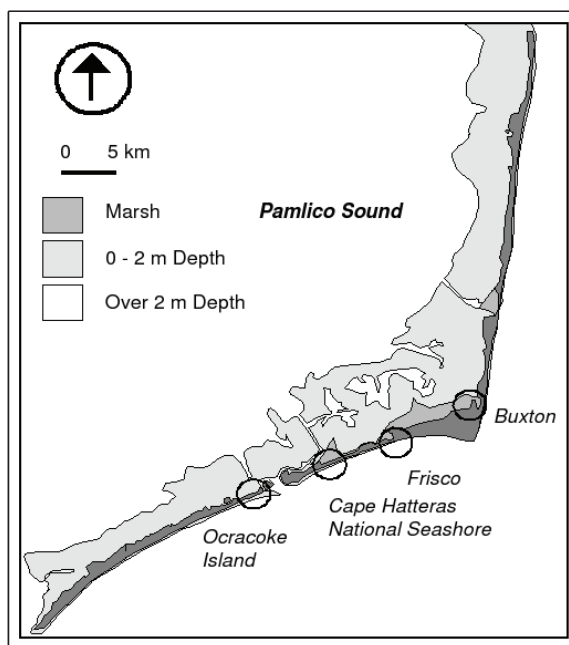 0 5 km
Marsh
Pamlico Sound
0 - 2 m Depth
Over 2 m Depth
Buxton
Frisco
Cape Hatteras
National Seashore
Ocracoke
Island